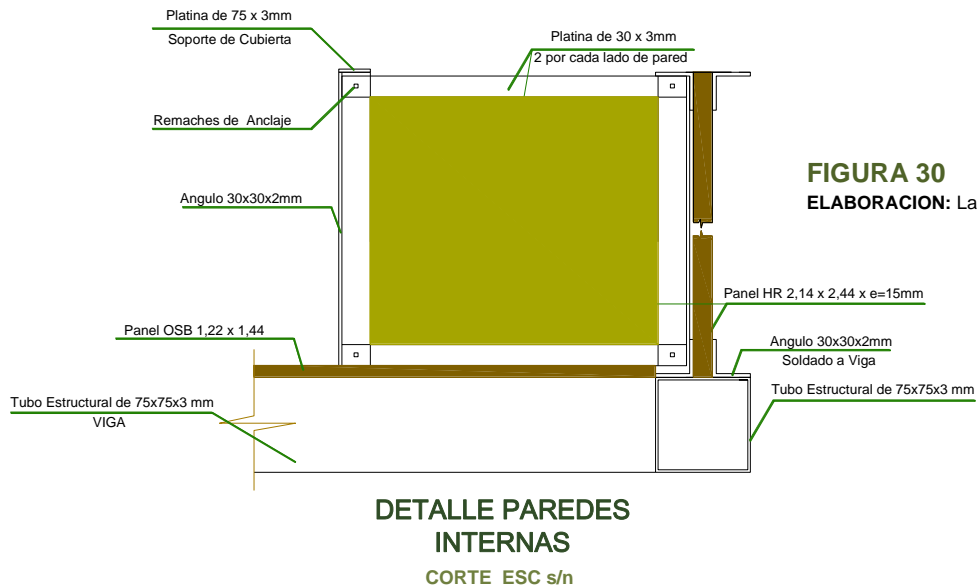 Platina de 75 x 3mm
Soporte de Cubierta
Platina de 30 x 3mm
2 por cada lado de pared
Remaches de Anclaje
Angulo 30x30x2mm
FIGURA 30
ELABORACION: La
Panel HR 2,14 x 2,44 x e=15mm
Panel OSB 1,22 x 1,44
Angulo 30x30x2mm
Soldado a Viga
Tubo Estructural de 75x75x3 mm
VIGA
Tubo Estructural de 75x75x3 mm
DETALLE PAREDES
INTERNAS
CORTE ESC s/n